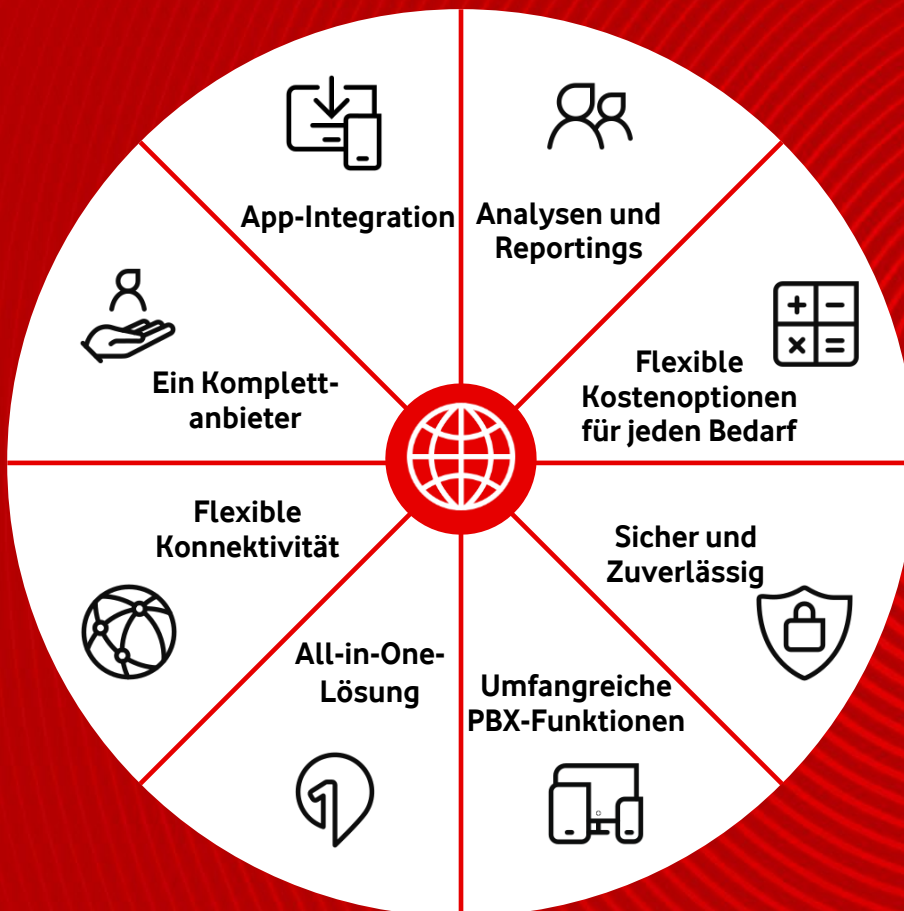 App-Integration
Analysen und
Reportings
Flexible
Kostenoptionen
für jeden Bedarf
Sicher und
Zuverlässig
Umfangreiche
PBX-Funktionen
All-in-One-
Lösung
Flexible
Konnektivität
Ein Komplett-
anbieter